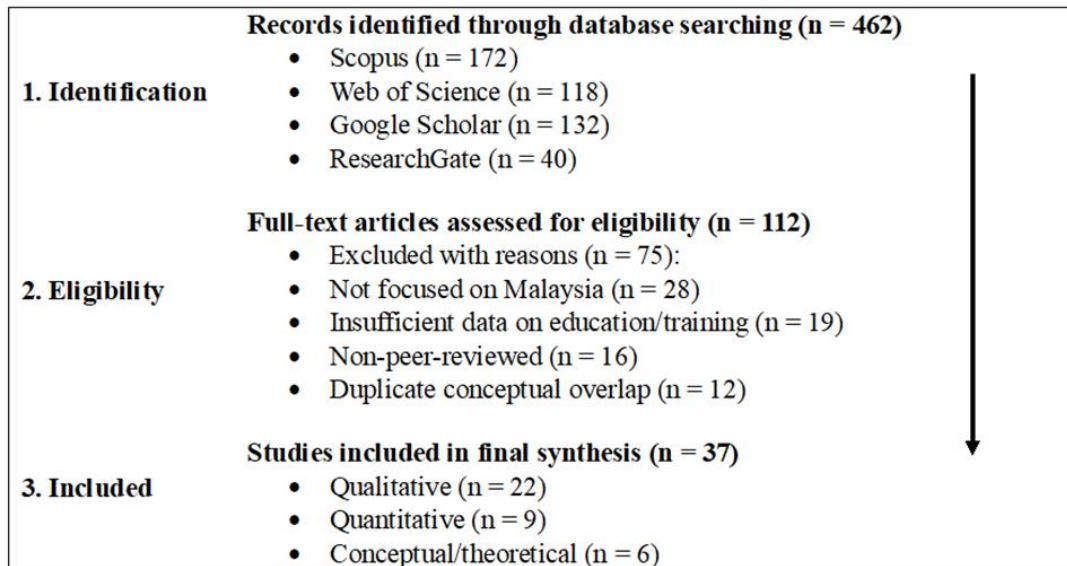 Records identified through database searching (n = 462)
• Scopus (n = 172)
1. Identification
• Web of Science (n = 118)
• Google Scholar (n = 132)
• ResearchGate (n = 40)
Full-text articles assessed for eligibility (n = 112)
• Excluded with reasons (n = 75):
2. Eligibility
• Not focused on Malaysia (n = 28)
• Insufficient data on education/training (n = 19)
• Non-peer-reviewed (n = 16)
• Duplicate conceptual overlap (n = 12)
Studies included in final synthesis (n = 37)
3. Included
• Qualitative (n = 22)
• Quantitative (n = 9)
• Conceptual/theoretical (n = 6)